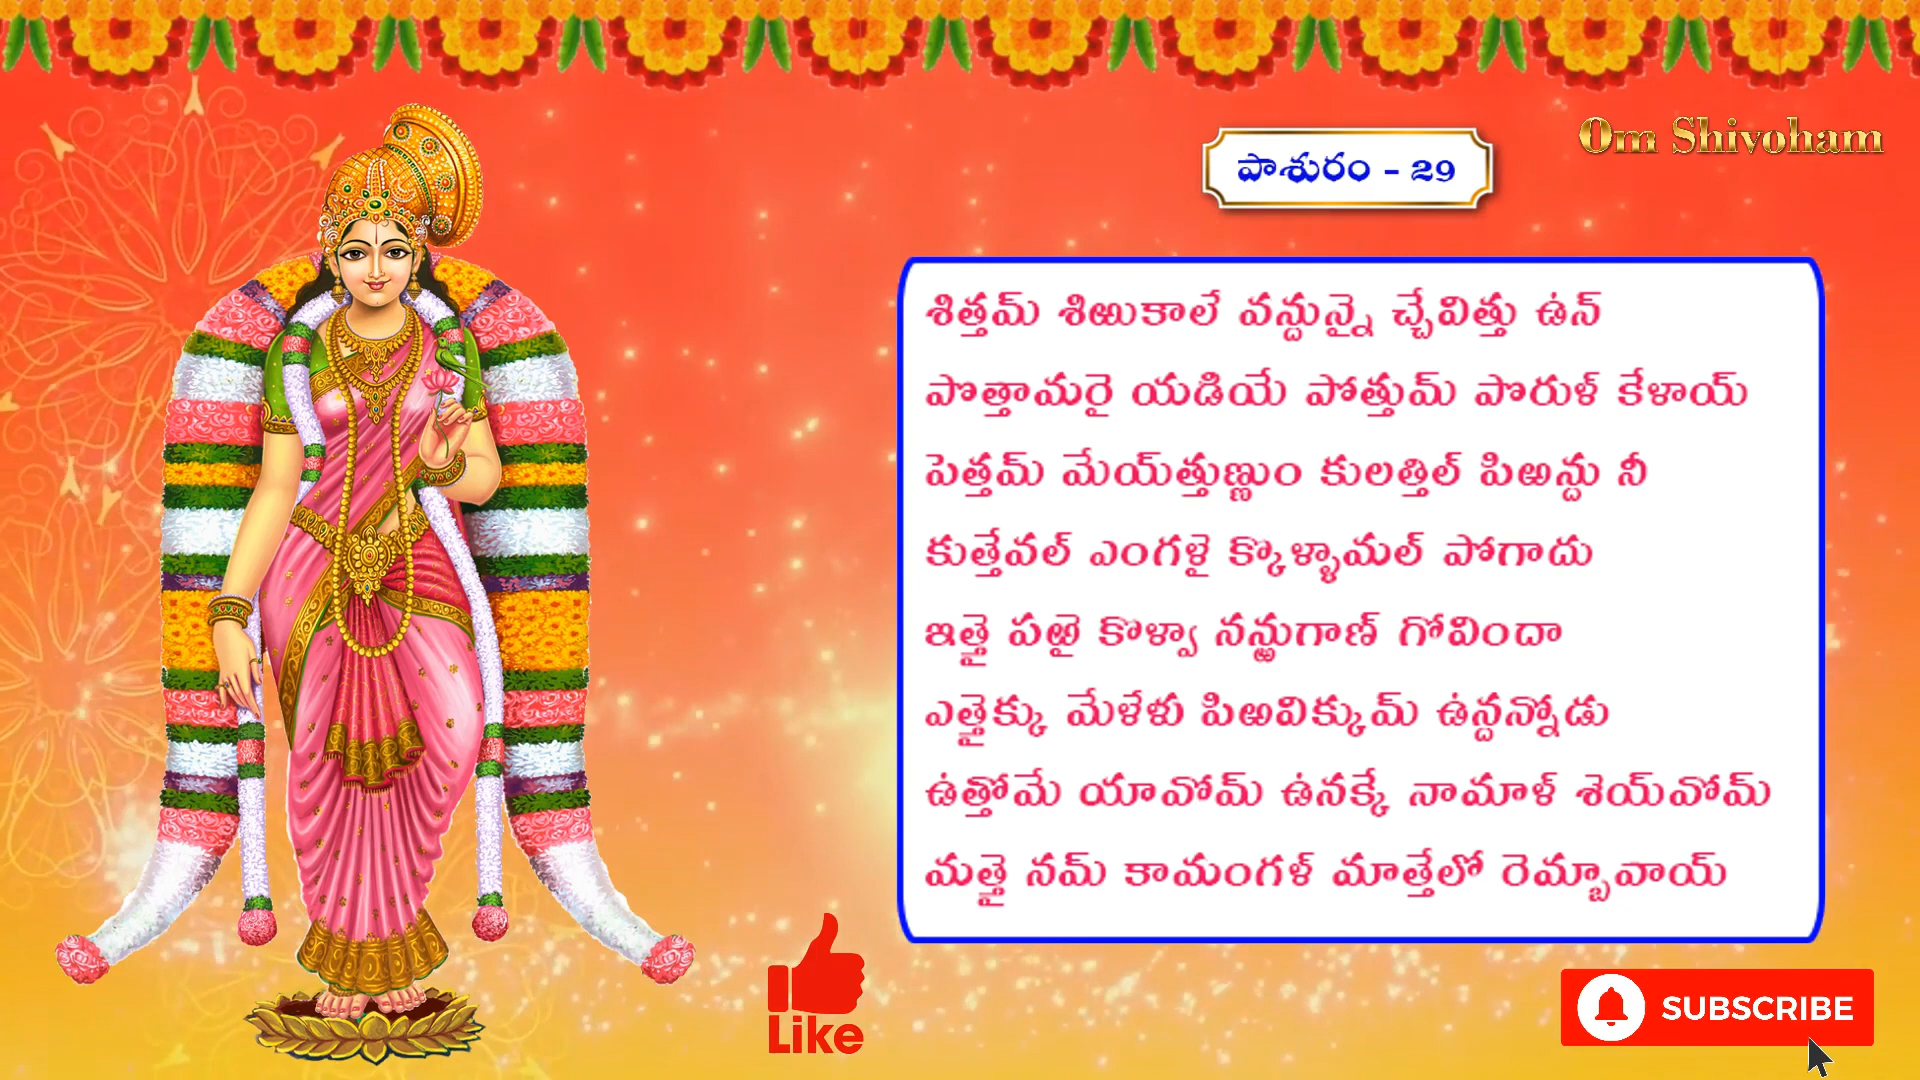 Om Shivoham
పాశురం - 29
శిత్తమ్ శిఱుకాలే వన్దున్నై చ్చేవిత్తు ఉన్
పొత్తామరై యడియే పోత్తుమ్ పొరుళ్ కేళాయ్
పెత్తమ్ మేయ్‌త్తుణ్ణుం కులత్తిల్ పిఱన్దు నీ
కుత్తేవల్ ఎంగళై క్కొళ్ళామల్ పోగాదు
ఇత్తై పఱై కొళ్వా నన్ఱుగాణ్ గోవిందా
ఎత్తైక్కు మేళేళు పిఱవిక్కుమ్ ఉన్దన్నోడు
ఉత్తోమే యావోమ్ ఉనక్కే నామాళ్ శెయ్‌వోమ్
మత్తై నమ్ కామంగళ్ మాత్తేలో రెమ్బావాయ్
Like
SUBSCRIBE